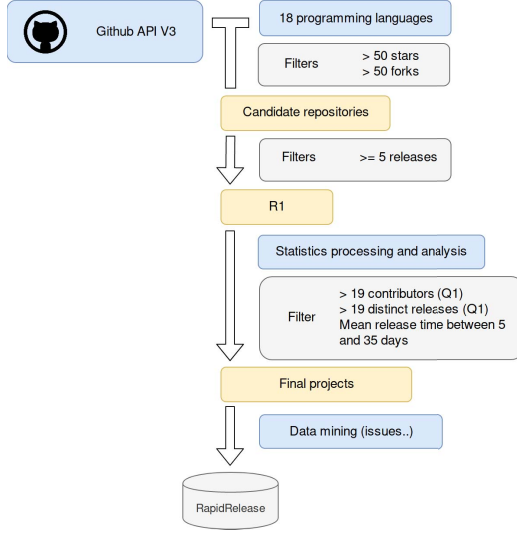 Github API V3
18 programming languages
Filters
> 50 stars
> 50 forks
Candidate repositories
Filters
>= 5 releases
R1
Statistics processing and analysis
Filter
> 19 contributors (Q1)
> 19 distinct releases (Q1)
Mean release time between 5
and 35 days
Final projects
Data mining (issues..)
RapidRelease